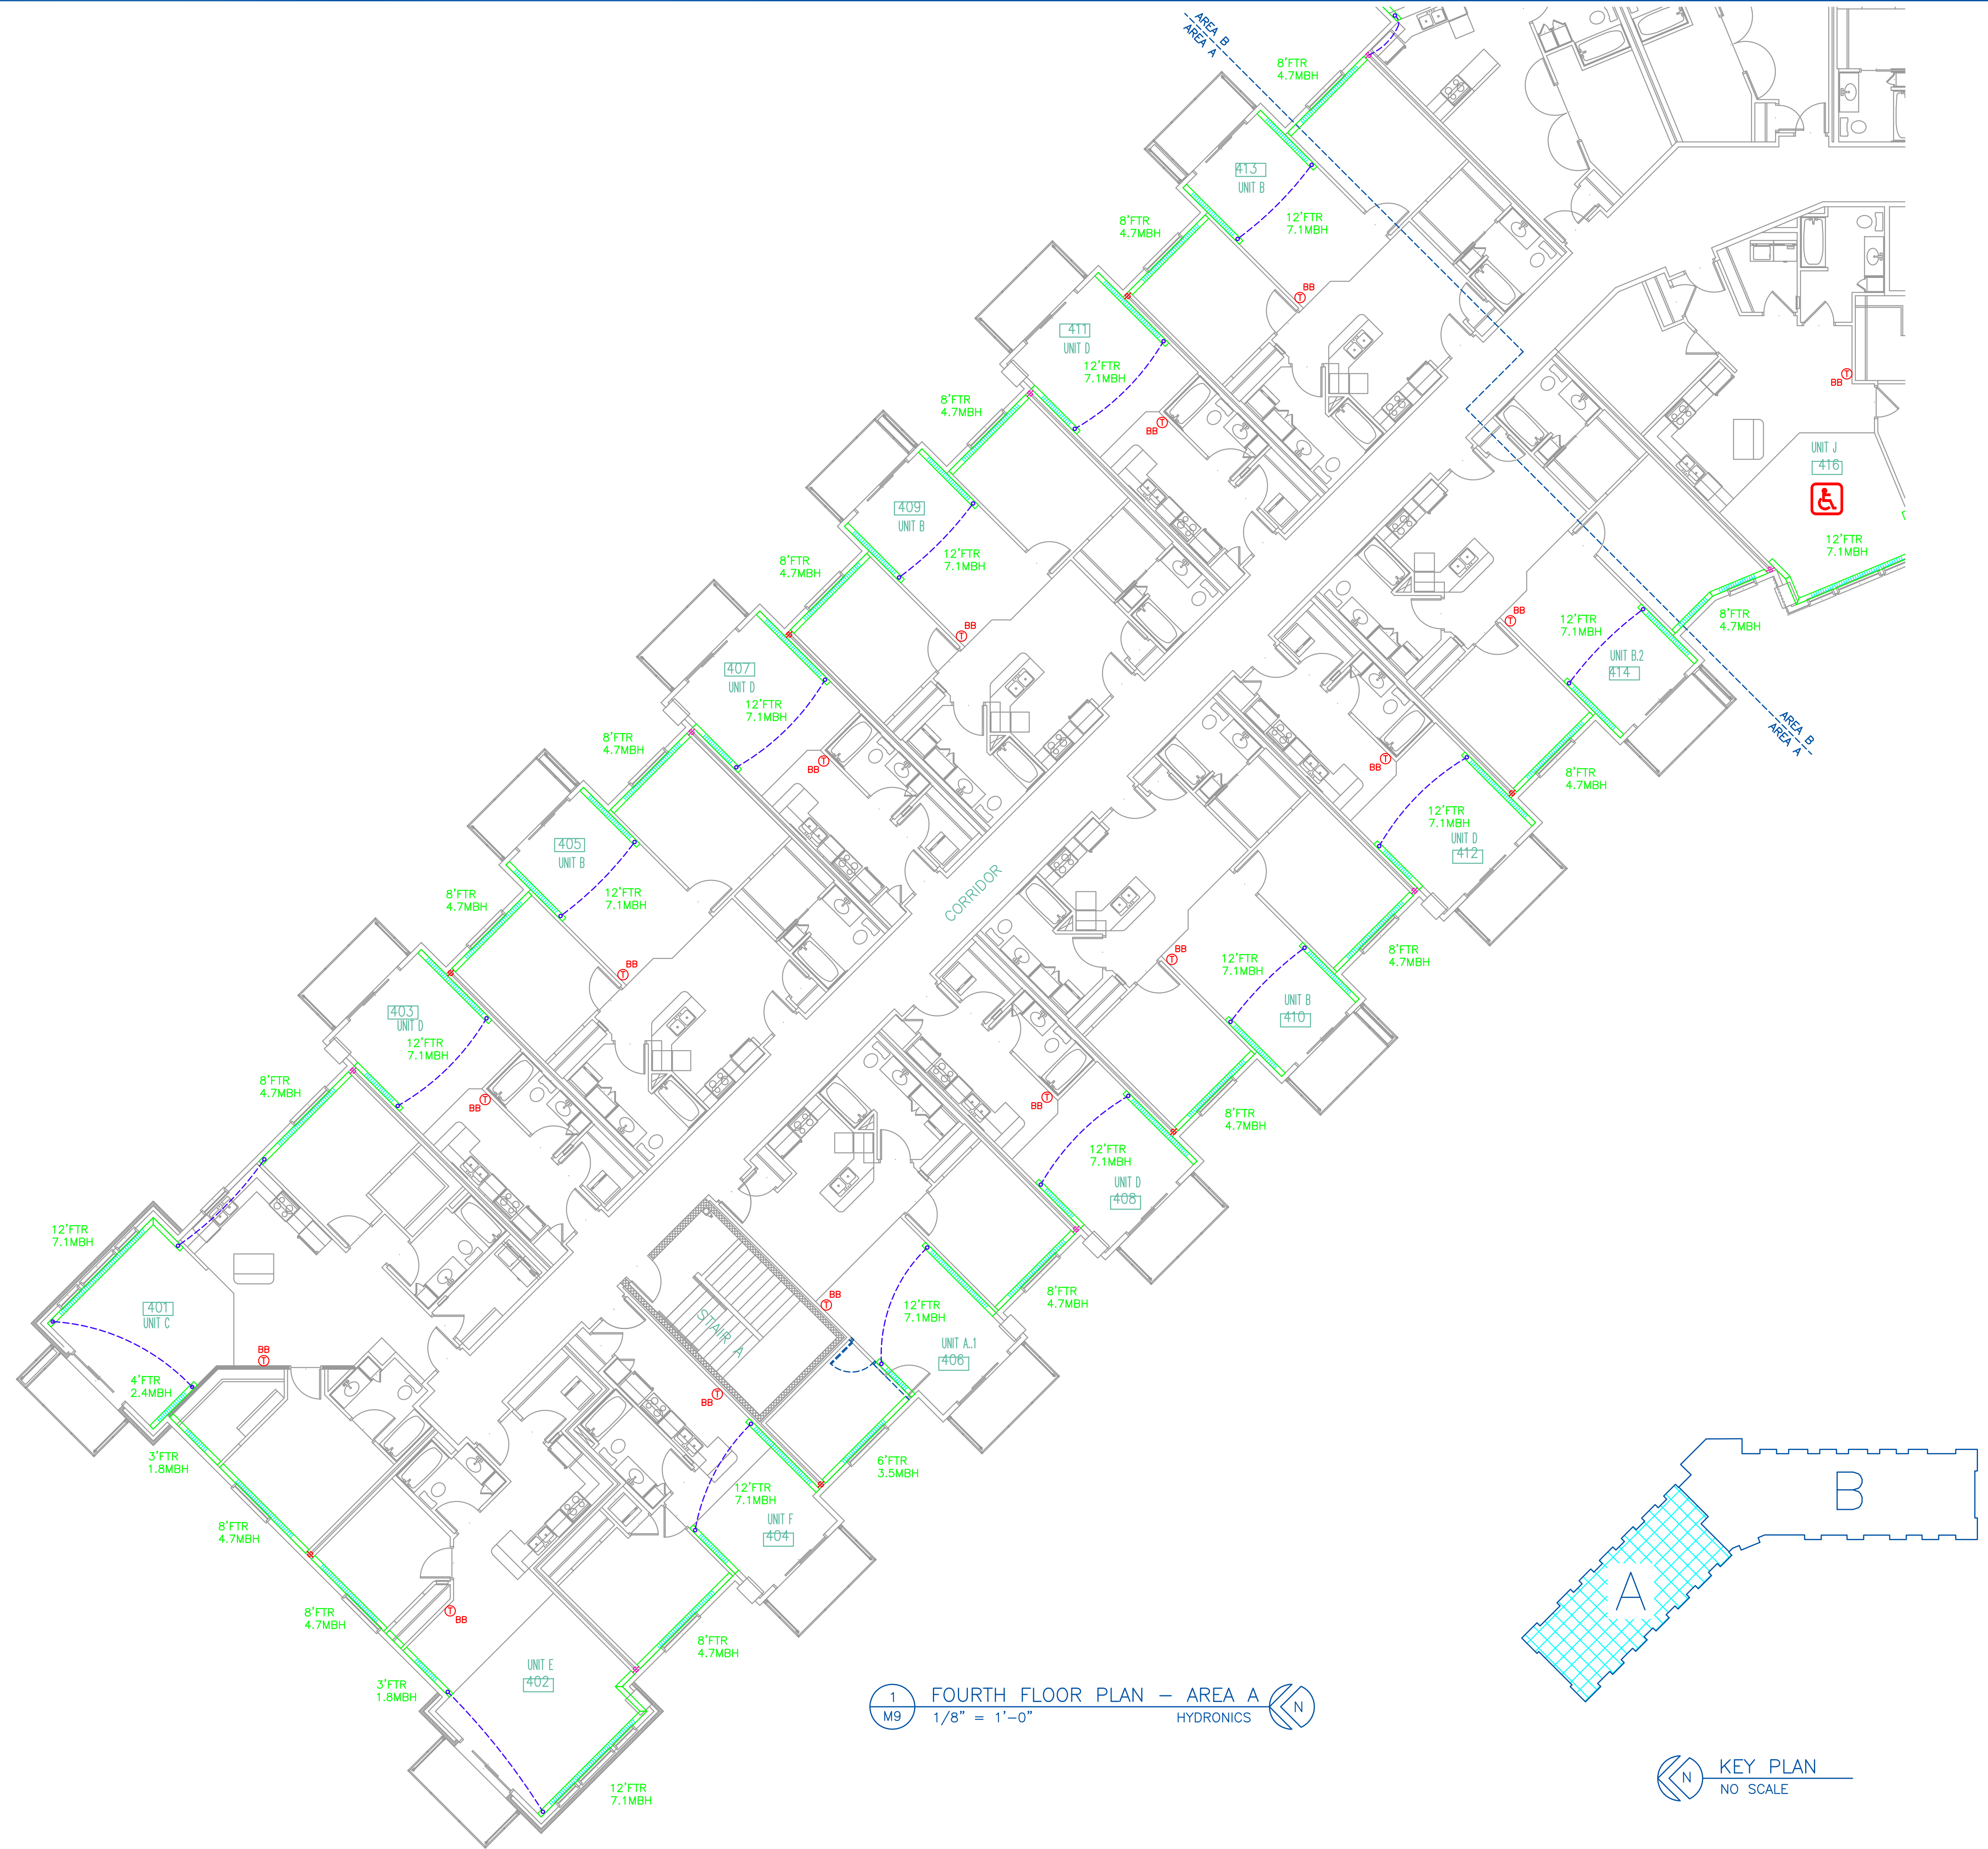 AREA B
AREA A
8'FTR
4.7MBH
413
UNIT B
12'FTR
7.1MBH
8'FTR
4.7MBH
BB
T
411
UNIT D
12'FTR
7.1MBH
BB
T
8'FTR
4.7MBH
409
UNIT B
12'FTR
7.1MBH
8'FTR
4.7MBH
BB
T
407
UNIT D
12'FTR
7.1MBH
BB
T
8'FTR
4.7MBH
405
UNIT B
12'FTR
7.1MBH
8'FTR
4.7MBH
BB
T
403
UNIT D
12'FTR
7.1MBH
BB
T
8'FTR
4.7MBH
12'FTR
7.1MBH
401
UNIT C
BB
T
4'FTR
2.4MBH
3'FTR
1.8MBH
8'FTR
4.7MBH
8'FTR
4.7MBH
3'FTR
1.8MBH
T
BB
UNIT E
402
12'FTR
7.1MBH
8'FTR
4.7MBH
BB
T
12'FTR
7.1MBH
UNIT F
404
6'FTR
3.5MBH
STAIR A
BB
T
12'FTR
7.1MBH
UNIT A.1
406
8'FTR
4.7MBH
BB
T
12'FTR
7.1MBH
UNIT D
408
8'FTR
4.7MBH
CORRIDOR
BB
T
12'FTR
7.1MBH
UNIT B
410
8'FTR
4.7MBH
BB
T
12'FTR
7.1MBH
UNIT D
412
8'FTR
4.7MBH
BB
T
12'FTR
7.1MBH
UNIT B.2
414
8'FTR
4.7MBH
BB
T
UNIT J
416
12'FTR
7.1MBH
AREA B
AREA A
1
M9
FOURTH FLOOR PLAN - AREA A
1/8" = 1'-0"
HYDRONICS
N
A
B
N
KEY PLAN
NO SCALE